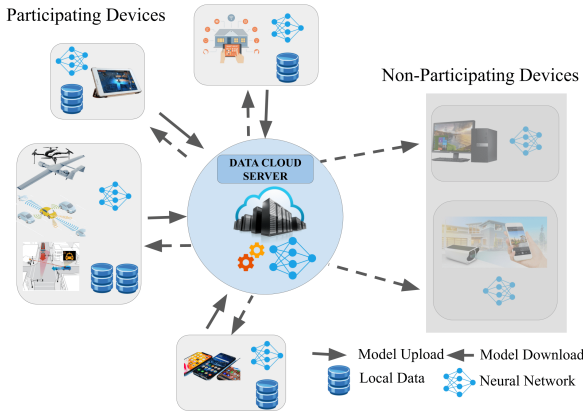 Participating Devices
Non-Participating Devices
DATA CLOUD
SERVER
Model Upload
Model Download
Local Data
Neural Network